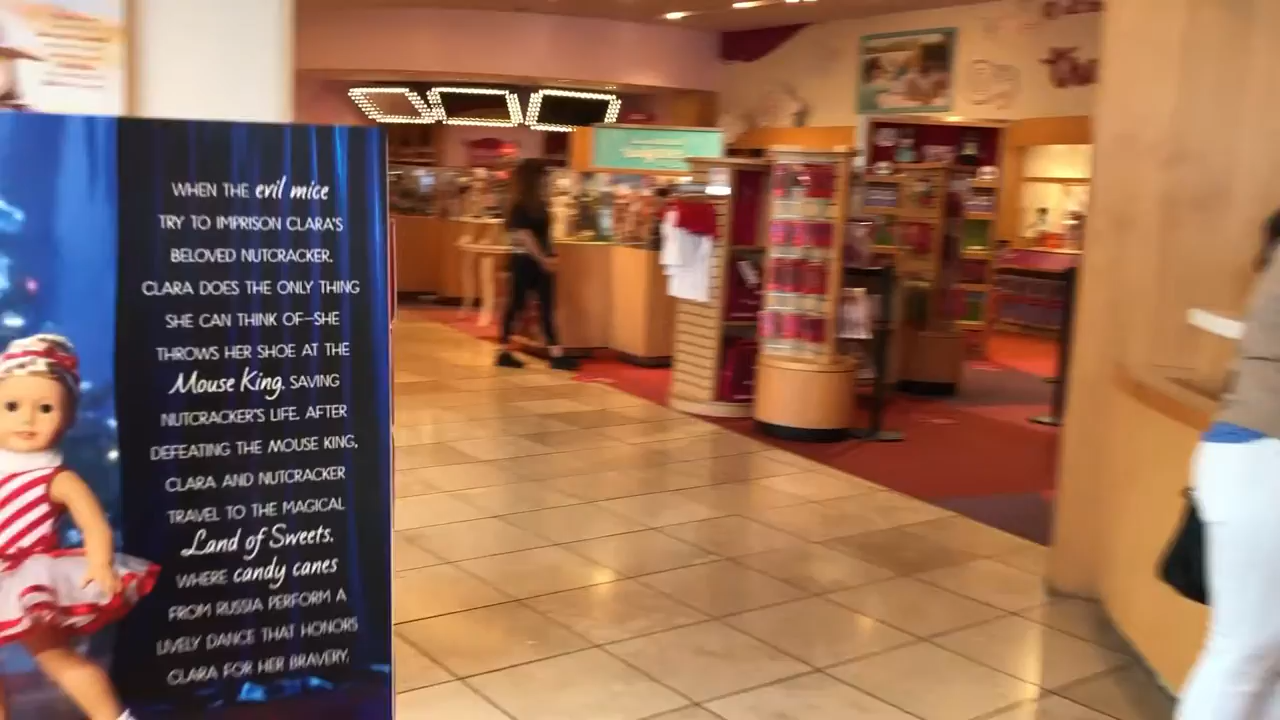 WHEN THE evil mice
TRY TO IMPRISON CLARA'S
BELOVED NUTCRACKER,
CLARA DOES THE ONLY THING
SHE CAN THINK OF–SHE
THROWS HER SHOE AT THE
Mouse King, SAVING
NUTCRACKER'S LIFE. AFTER
DEFEATING THE MOUSE KING,
CLARA AND NUTCRACKER
TRAVEL TO THE MAGICAL
Land of Sweets,
WHERE candy canes
FROM RUSSIA PERFORM A
LIVELY DANCE THAT HONORS
CLARA FOR HER BRAVERY.